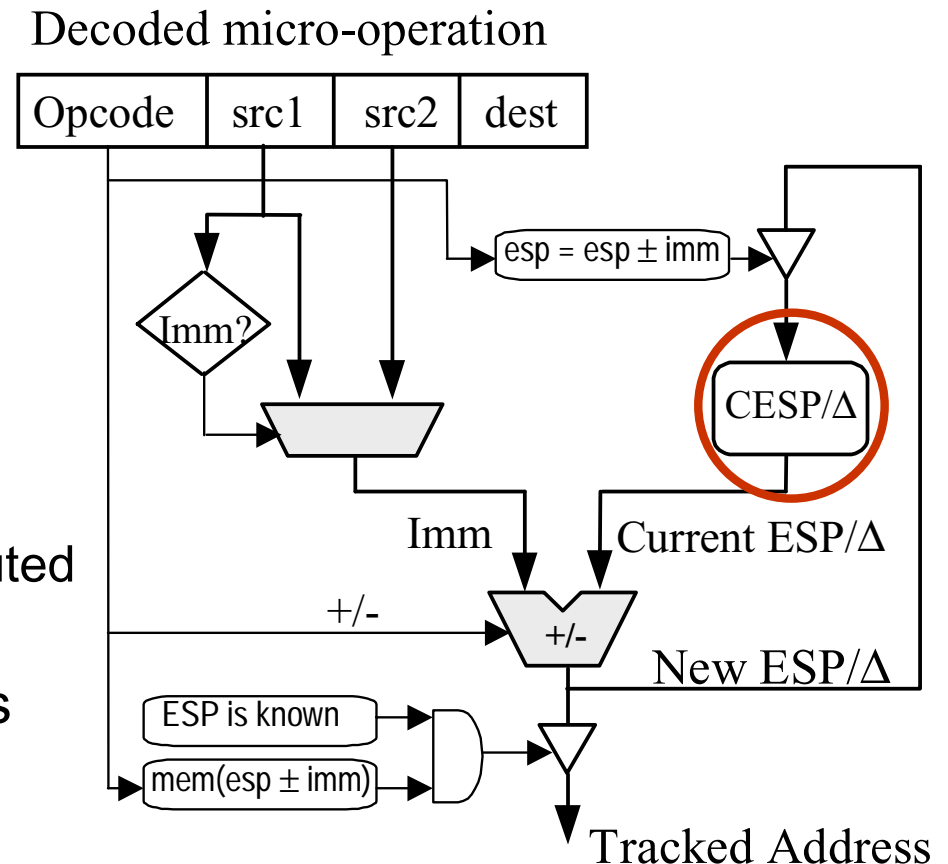 Decoded micro-operation
Opcode src1 src2 dest
esp = esp ± imm
Imm?
CESP/Δ
Imm
Current ESP/Δ
+/-
+/-
New ESP/Δ
ESP is known
mem(esp ± imm)
Tracked Address